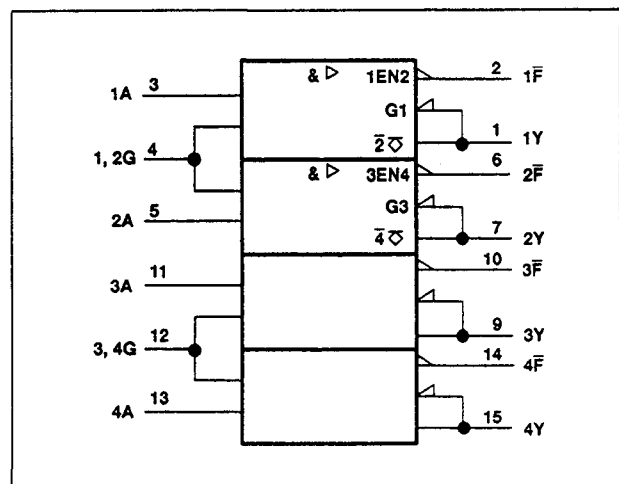 & ▷ 1EN2 2 1F̅
1A 3
G1
1, 2G 4 2̅ ◇ 1 1Y
& ▷ 3EN4 6 2F̅
2A 5 G3
4̅ ◇ 7 2Y
3A 11 10 3F̅
3, 4G 12 9 3Y
14 4F̅
4A 13
15 4Y